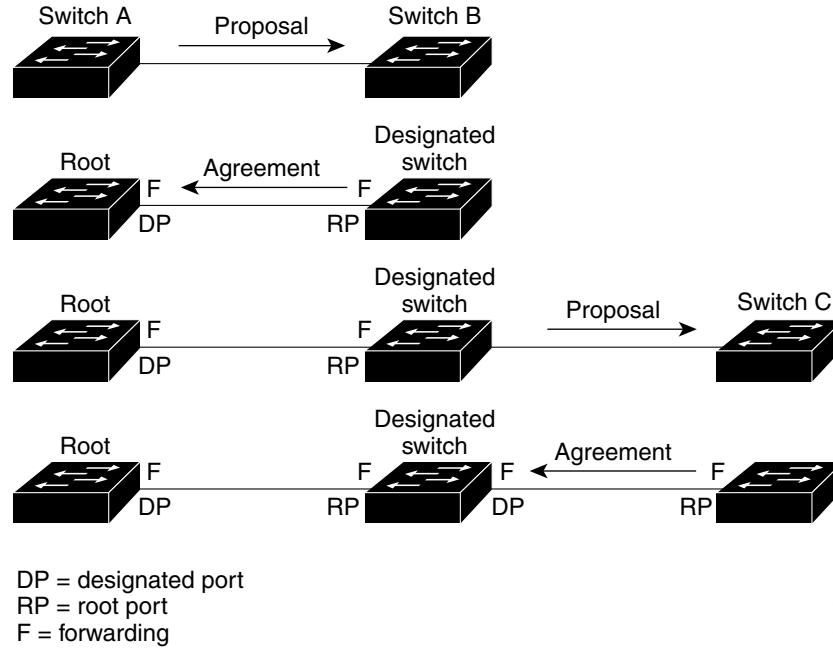 Switch A
Proposal
Switch B
Root
F
Agreement
F
Designated
switch
DP
RP
Root
F
F
Designated
switch
Proposal
Switch C
DP
RP
Root
F
F
Designated
switch
F
Agreement
F
DP
RP
DP
RP
DP = designated port
RP = root port
F = forwarding